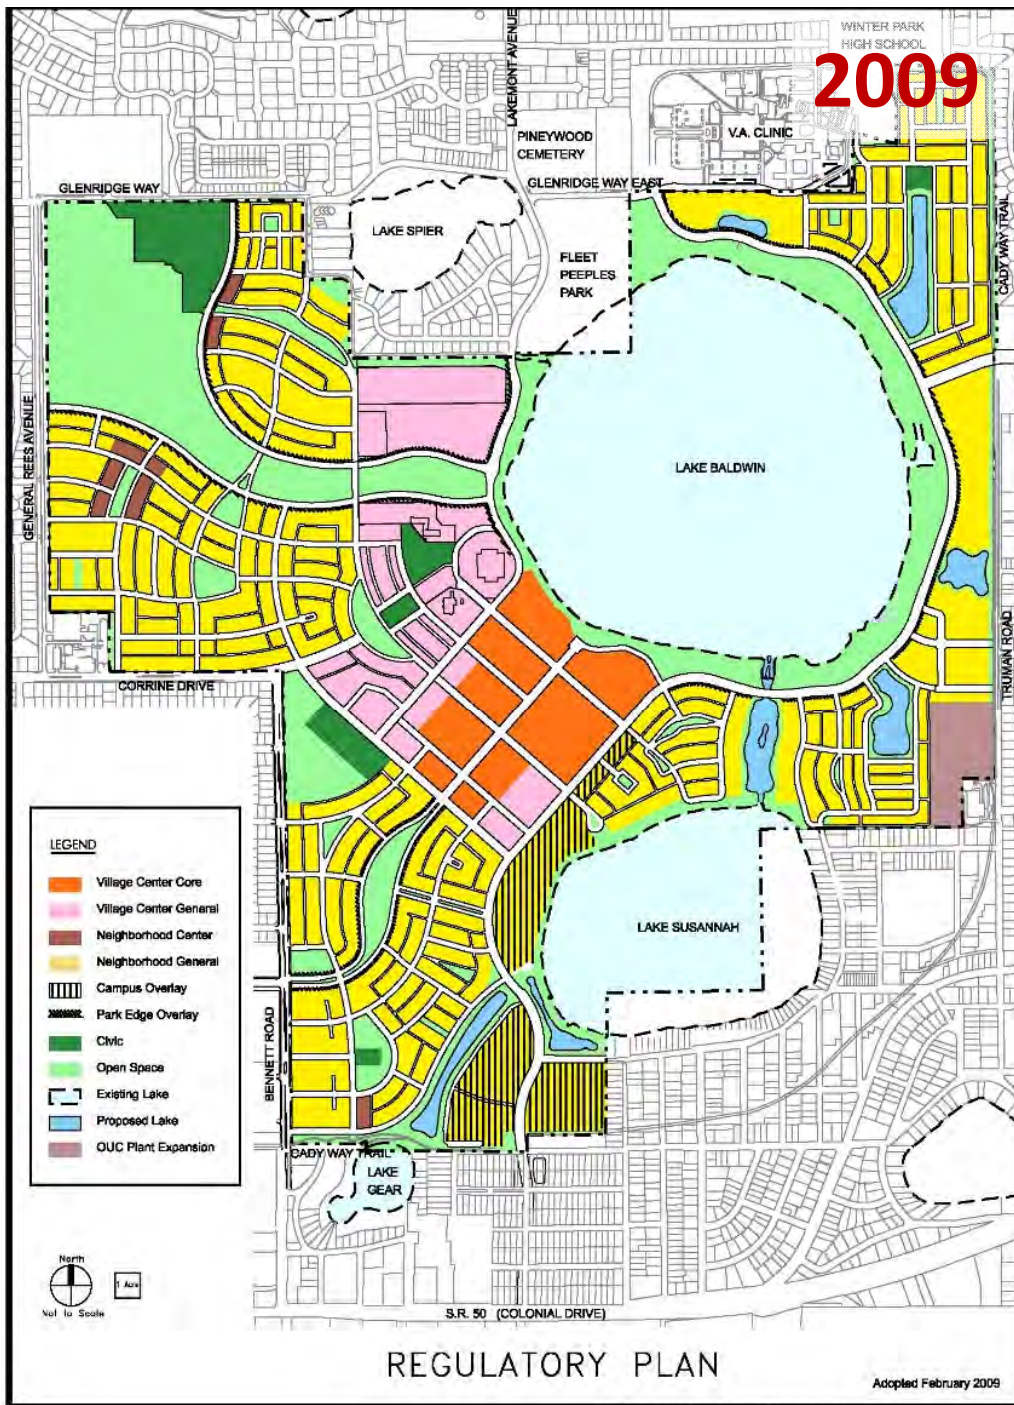 WINTER PARK
HIGH SCHOOL
2009
LAKEMONT AVENUE
V.A. CLINIC
PINEYWOOD
CEMETERY
GLENRIDGE WAY
GLENRIDGE WAY EAST
CADY WAY TRAIL
LAKE SPIER
FLEET
PEEPLES
PARK
GENERAL REES AVENUE
LAKE BALDWIN
TRUMAN ROAD
CORRINE DRIVE
LEGEND
Village Center Core
Village Center General
Neighborhood Center
Neighborhood General
Campus Overlay
Park Edge Overlay
Civic
Open Space
Existing Lake
Proposed Lake
OUC Plant Expansion
LAKE SUSANNAH
BENNETT ROAD
CADY WAY TRAIL
LAKE
GEAR
North
Not to Scale
1 Acre
S.R. 50 (COLONIAL DRIVE)
REGULATORY PLAN
Adopted February 2009